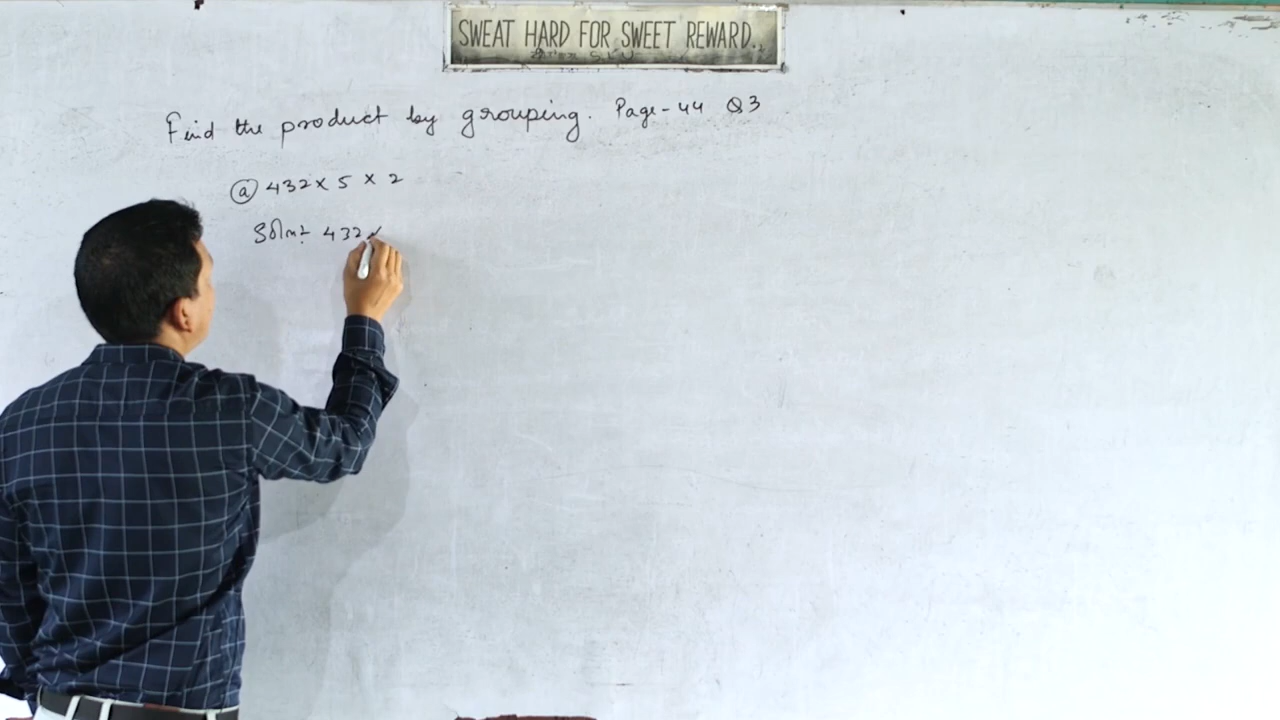 SWEAT HARD FOR SWEET REWARD.
Find the product by grouping. Page-44 Q3
ⓐ 432 × 5 × 2
Soln: 432 ×